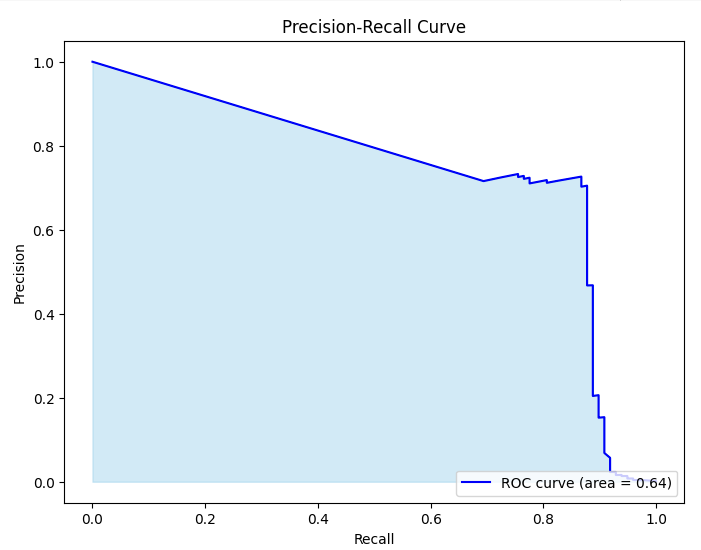 Precision-Recall Curve
1.0
0.8
0.6
0.4
0.2
0.0
Precision
ROC curve (area = 0.64)
0.0 0.2 0.4 0.6 0.8 1.0
Recall